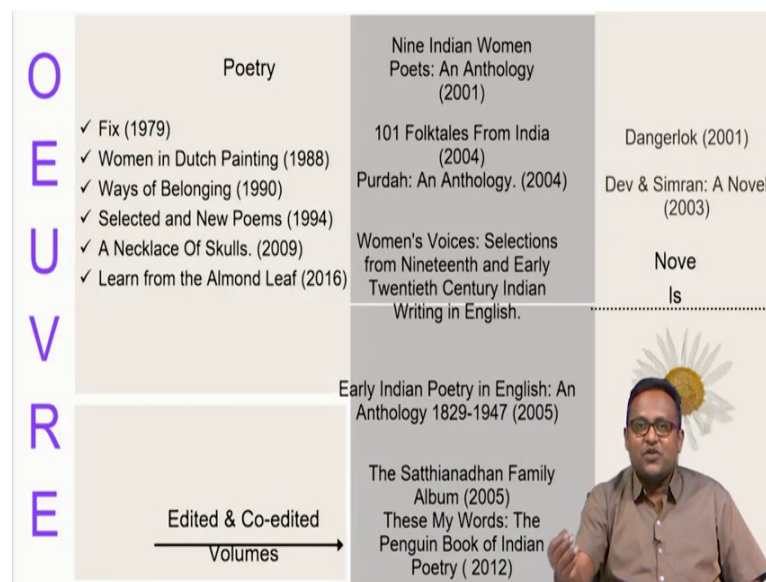 OEUVRE
Poetry
✓ Fix (1979)
✓ Women in Dutch Painting (1988)
✓ Ways of Belonging (1990)
✓ Selected and New Poems (1994)
✓ A Necklace Of Skulls. (2009)
✓ Learn from the Almond Leaf (2016)
Edited & Co-edited
Volumes
Nine Indian Women
Poets: An Anthology
(2001)
101 Folktales From India
(2004)
Purdah: An Anthology. (2004)
Women's Voices: Selections
from Nineteenth and Early
Twentieth Century Indian
Writing in English.
Early Indian Poetry in English: An
Anthology 1829-1947 (2005)
The Satthianadhan Family
Album (2005)
These My Words: The
Penguin Book of Indian
Poetry ( 2012)
Dangerlok (2001)
Dev & Simran: A Novel
(2003)
Nove
ls